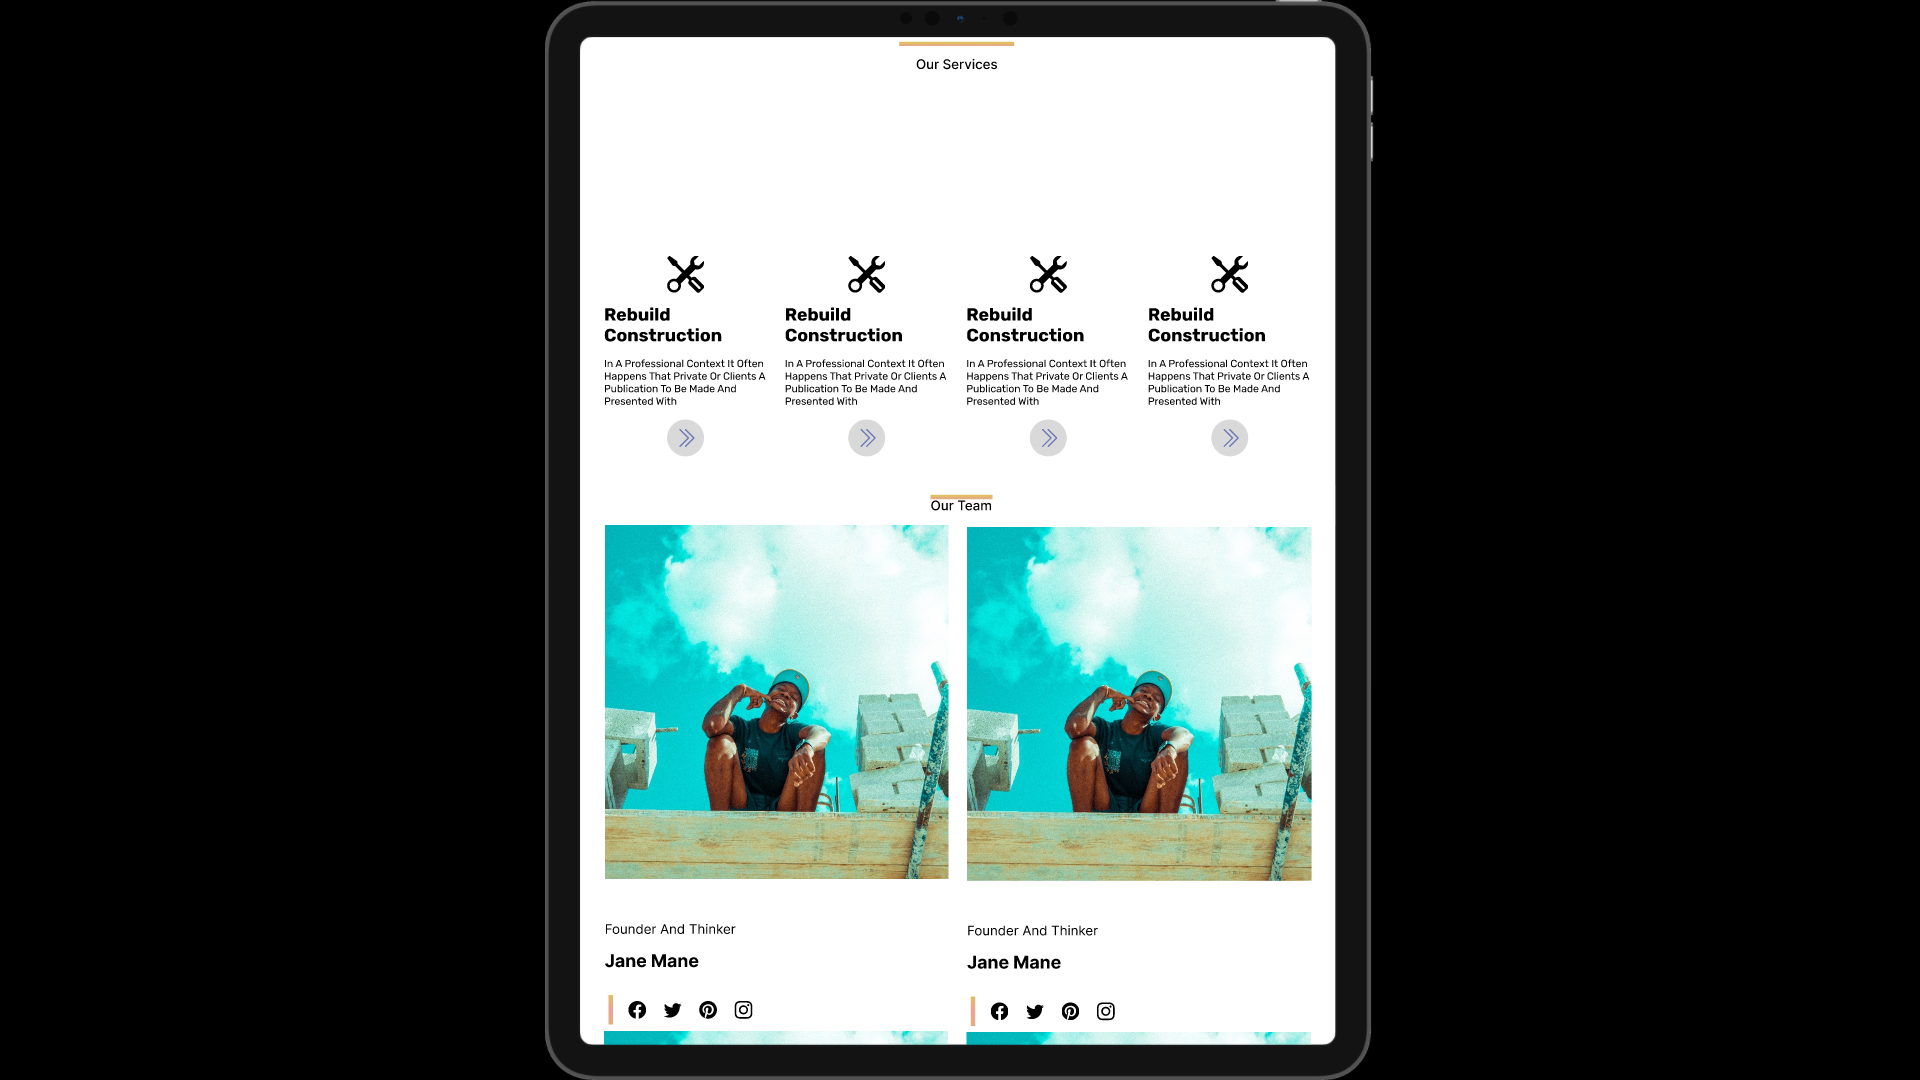 Our Services
Rebuild
Construction
In A Professional Context It Often
Happens That Private Or Clients A
Publication To Be Made And
Presented With
Rebuild
Construction
In A Professional Context It Often
Happens That Private Or Clients A
Publication To Be Made And
Presented With
Rebuild
Construction
In A Professional Context It Often
Happens That Private Or Clients A
Publication To Be Made And
Presented With
Rebuild
Construction
In A Professional Context It Often
Happens That Private Or Clients A
Publication To Be Made And
Presented With
Our Team
Founder And Thinker
Jane Mane
Founder And Thinker
Jane Mane